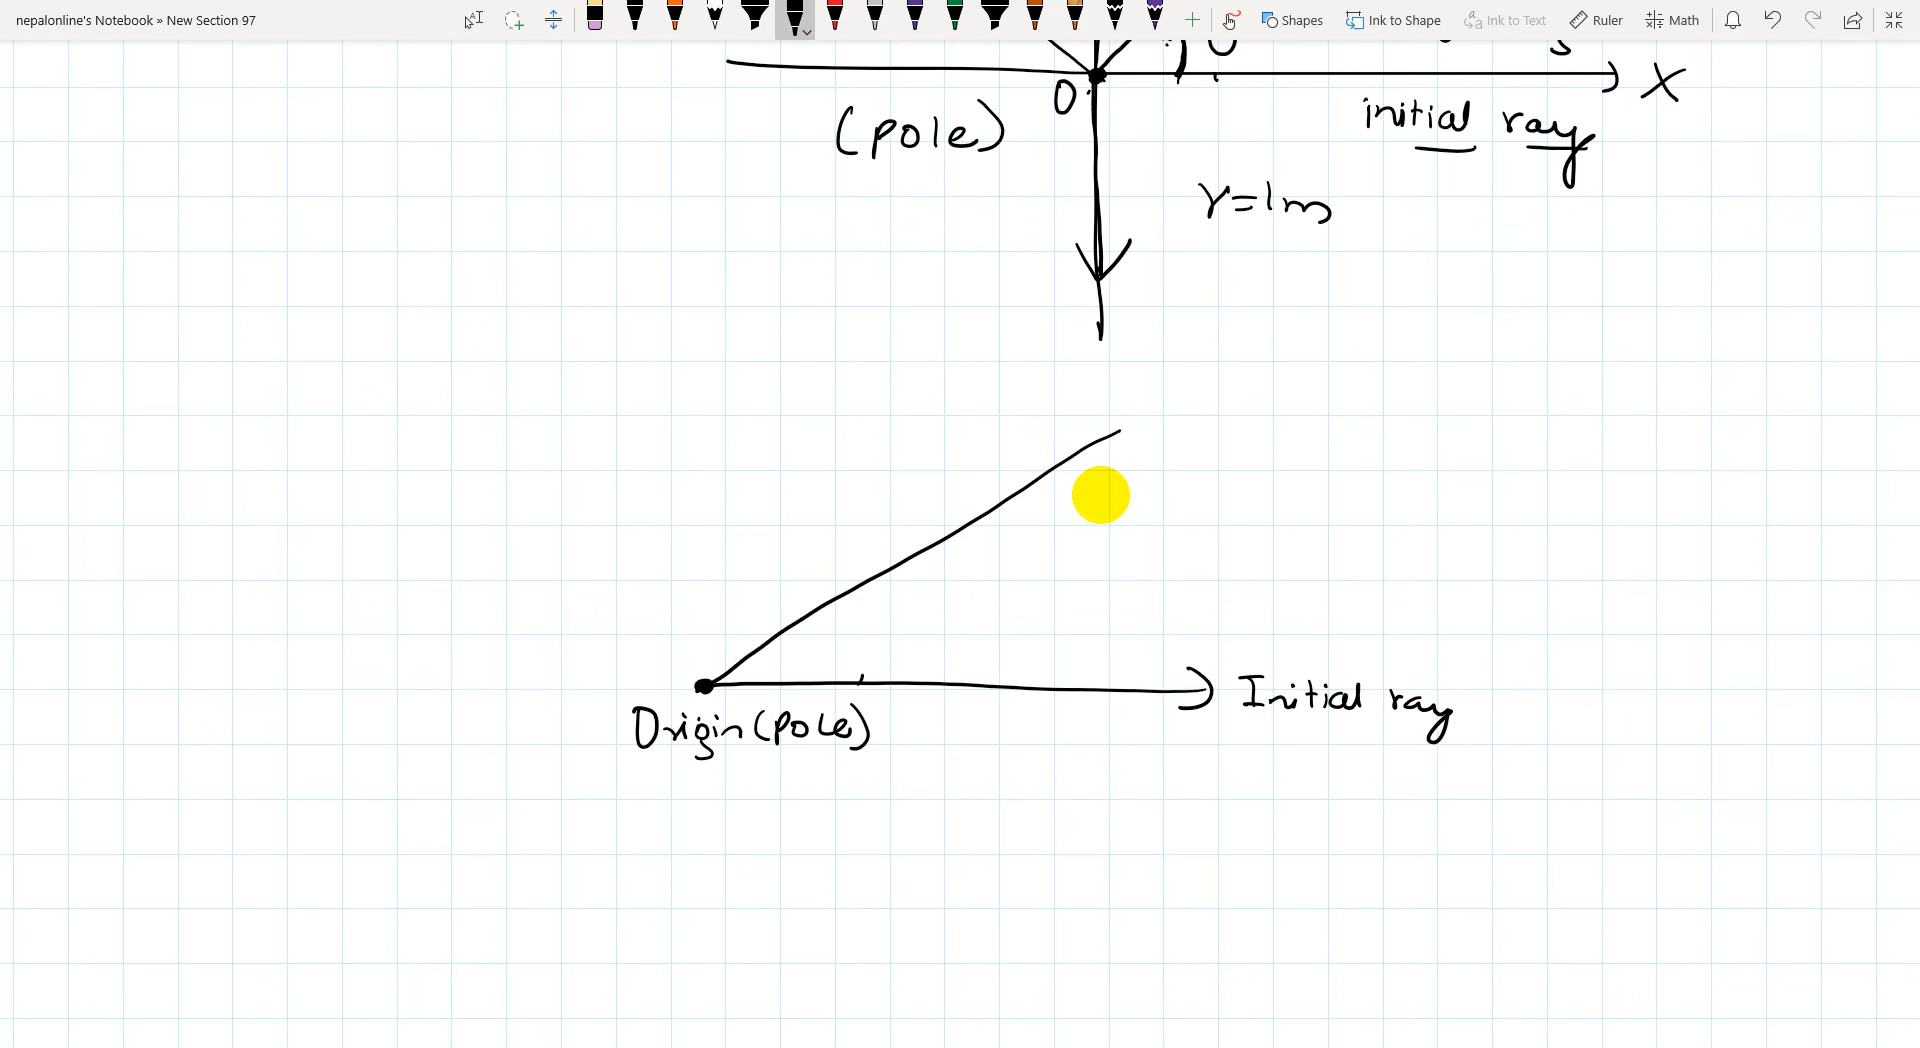 nepalonline's Notebook » New Section 97
Shapes
Ink to Shape
Ink to Text
Ruler
Math
X
O
(pole)
initial ray
r=1m
Initial ray
Origin(pole)